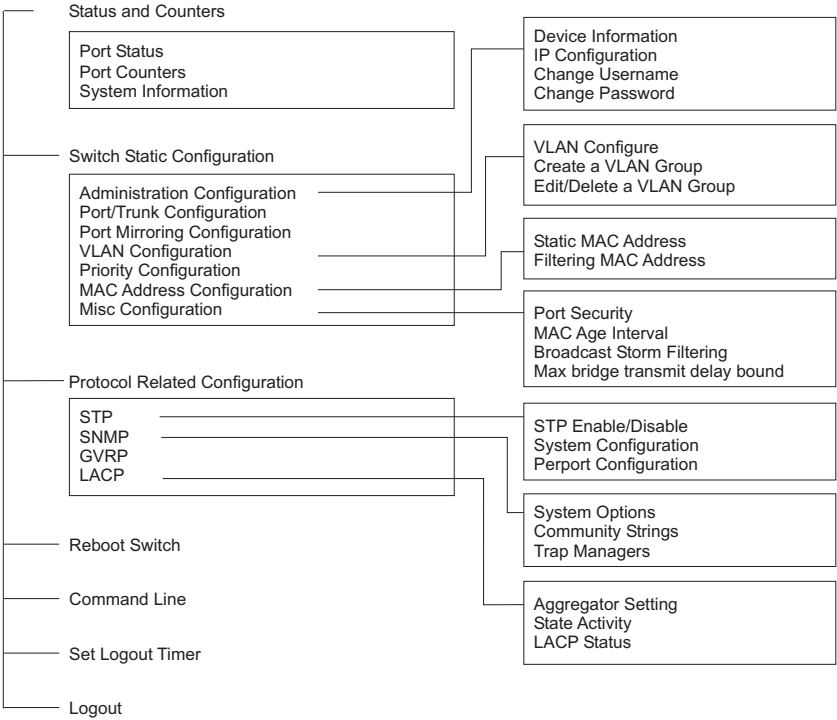 Status and Counters
Port Status
Port Counters
System Information
Switch Static Configuration
Administration Configuration
Port/Trunk Configuration
Port Mirroring Configuration
VLAN Configuration
Priority Configuration
MAC Address Configuration
Misc Configuration
Device Information
IP Configuration
Change Username
Change Password
VLAN Configure
Create a VLAN Group
Edit/Delete a VLAN Group
Static MAC Address
Filtering MAC Address
Port Security
MAC Age Interval
Broadcast Storm Filtering
Max bridge transmit delay bound
Protocol Related Configuration
STP
SNMP
GVRP
LACP
STP Enable/Disable
System Configuration
Perport Configuration
System Options
Community Strings
Trap Managers
Aggregator Setting
State Activity
LACP Status
Reboot Switch
Command Line
Set Logout Timer
Logout